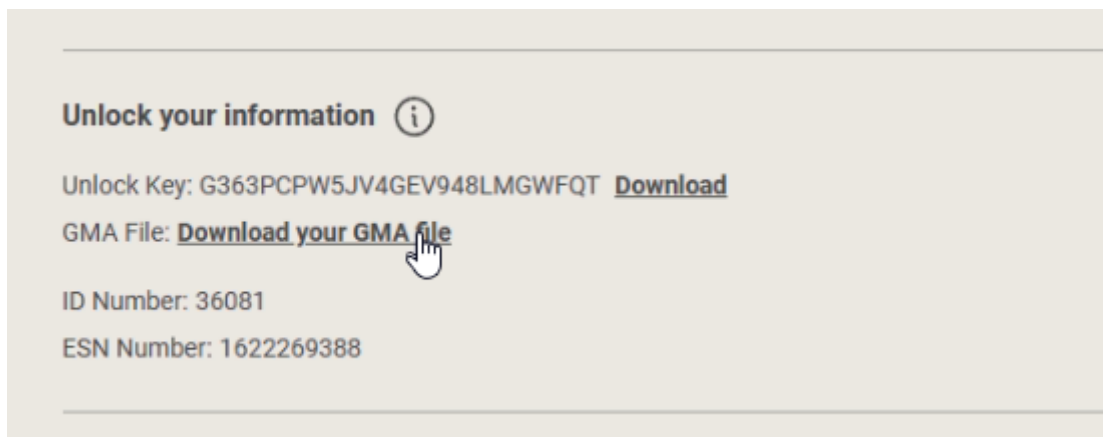 Unlock your information
Unlock Key: G363PCPW5JV4GEV948LMGWFQT Download
GMA File: Download your GMA file
ID Number: 36081
ESN Number: 1622269388